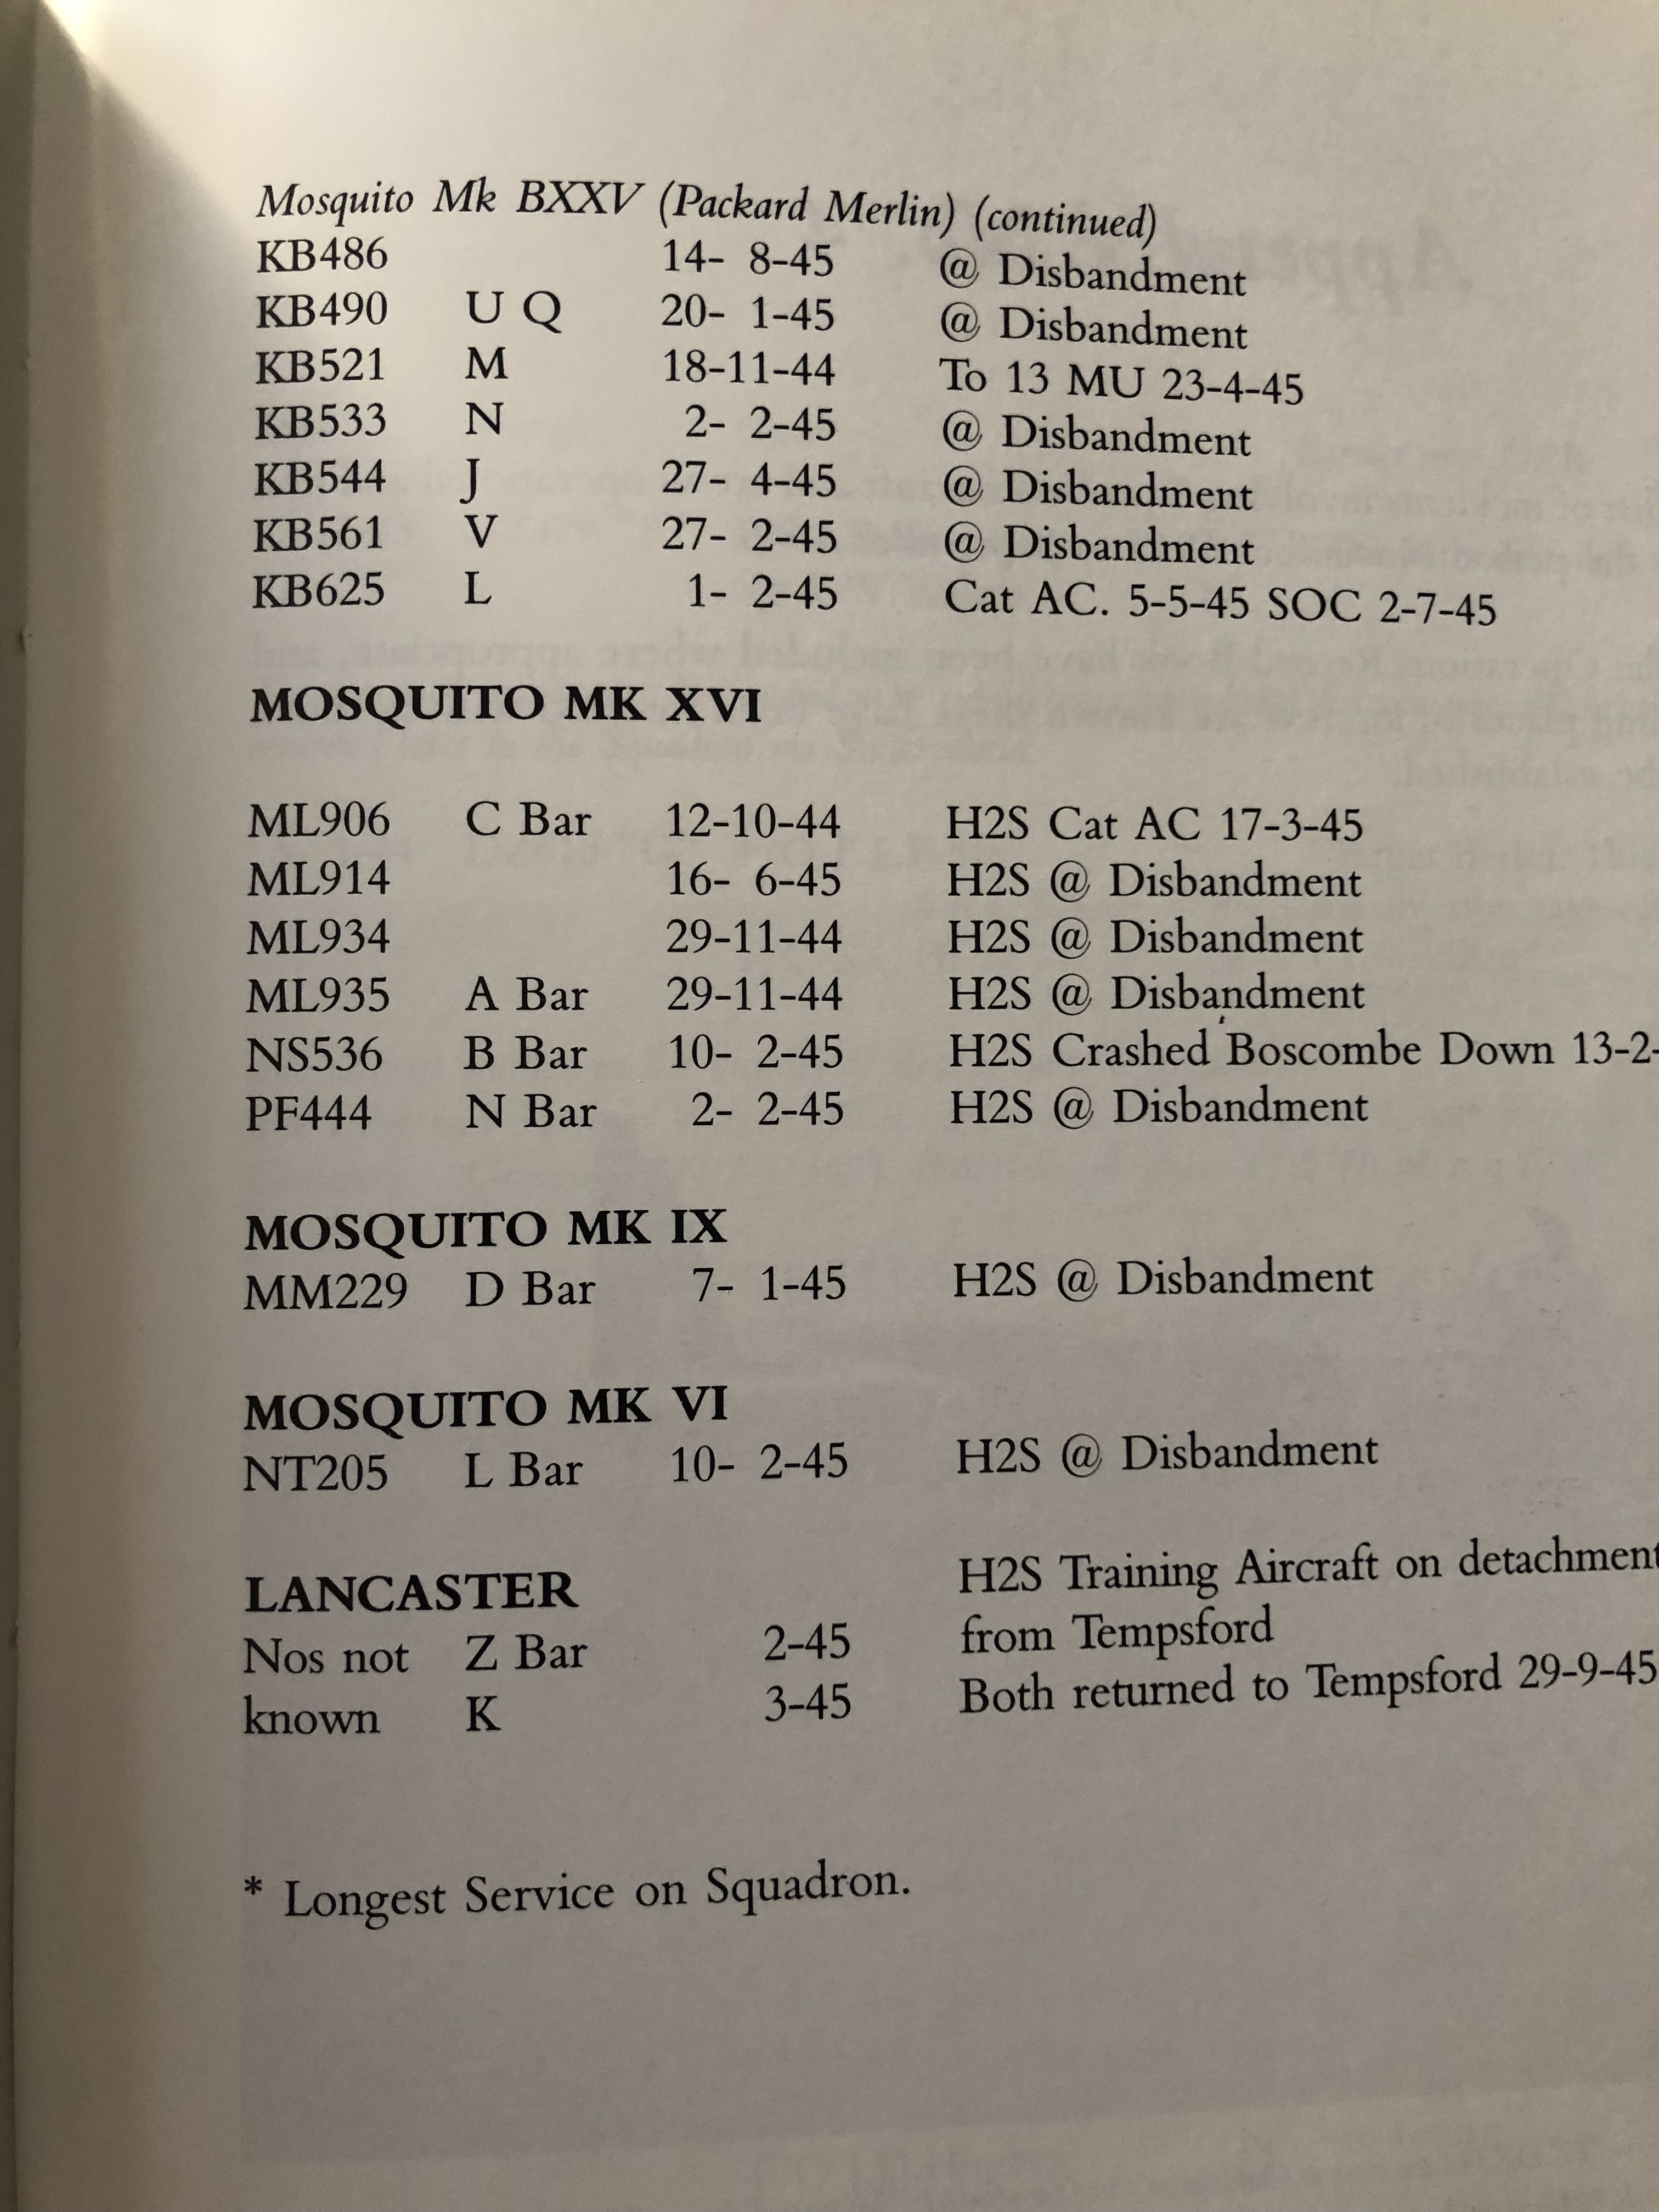 Mosquito Mk BXXV (Packard Merlin) (continued)
KB486 14- 8-45 @ Disbandment
KB490 U Q 20- 1-45 @ Disbandment
KB521 M 18-11-44 To 13 MU 23-4-45
KB533 N 2- 2-45 @ Disbandment
KB544 J 27- 4-45 @ Disbandment
KB561 V 27- 2-45 @ Disbandment
KB625 L 1- 2-45 Cat AC. 5-5-45 SOC 2-7-45
MOSQUITO MK XVI
ML906 C Bar 12-10-44 H2S Cat AC 17-3-45
ML914 16- 6-45 H2S @ Disbandment
ML934 29-11-44 H2S @ Disbandment
ML935 A Bar 29-11-44 H2S @ Disbandment
NS536 B Bar 10- 2-45 H2S Crashed Boscombe Down 13-2-
PF444 N Bar 2- 2-45 H2S @ Disbandment
MOSQUITO MK IX
MM229 D Bar 7- 1-45 H2S @ Disbandment
MOSQUITO MK VI
NT205 L Bar 10- 2-45 H2S @ Disbandment
LANCASTER H2S Training Aircraft on detachment
Nos not Z Bar 2-45 from Tempsford
known K 3-45 Both returned to Tempsford 29-9-45
* Longest Service on Squadron.